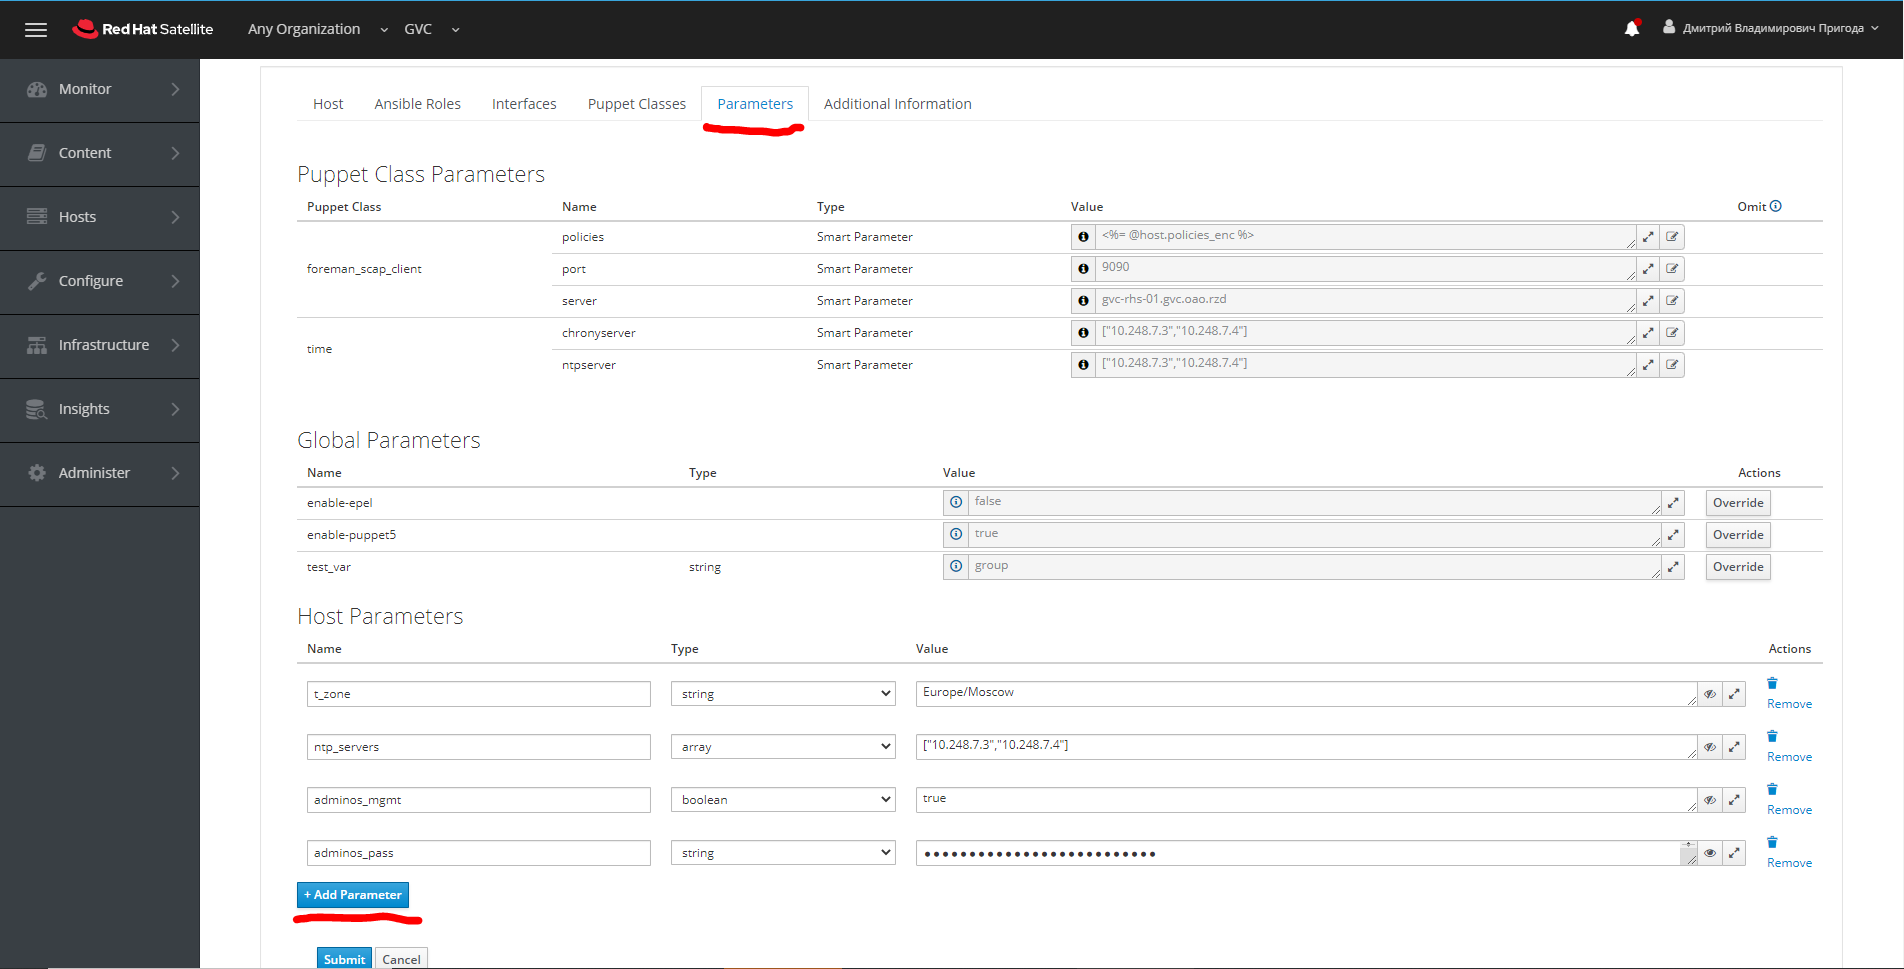 Red Hat Satellite Any Organization GVC Дмитрий Владимирович Пригода
Monitor
Content
Hosts
Configure
Infrastructure
Insights
Administer
Host Ansible Roles Interfaces Puppet Classes Parameters Additional Information
Puppet Class Parameters
Puppet Class Name Type Value Omit
foreman_scap_client
policies Smart Parameter <%= @host.policies_enc %>
port Smart Parameter 9090
server Smart Parameter gvc-rhs-01.gvc.oao.rzd
time
chronyserver Smart Parameter ["10.248.7.3","10.248.7.4"]
ntpserver Smart Parameter ["10.248.7.3","10.248.7.4"]
Global Parameters
Name Type Value Actions
enable-epel false Override
enable-puppet5 true Override
test_var string group Override
Host Parameters
Name Type Value Actions
t_zone string Europe/Moscow Remove
ntp_servers array ["10.248.7.3","10.248.7.4"] Remove
adminos_mgmt boolean true Remove
adminos_pass string •••••••••••••••••••••••••• Remove
+ Add Parameter
Submit Cancel